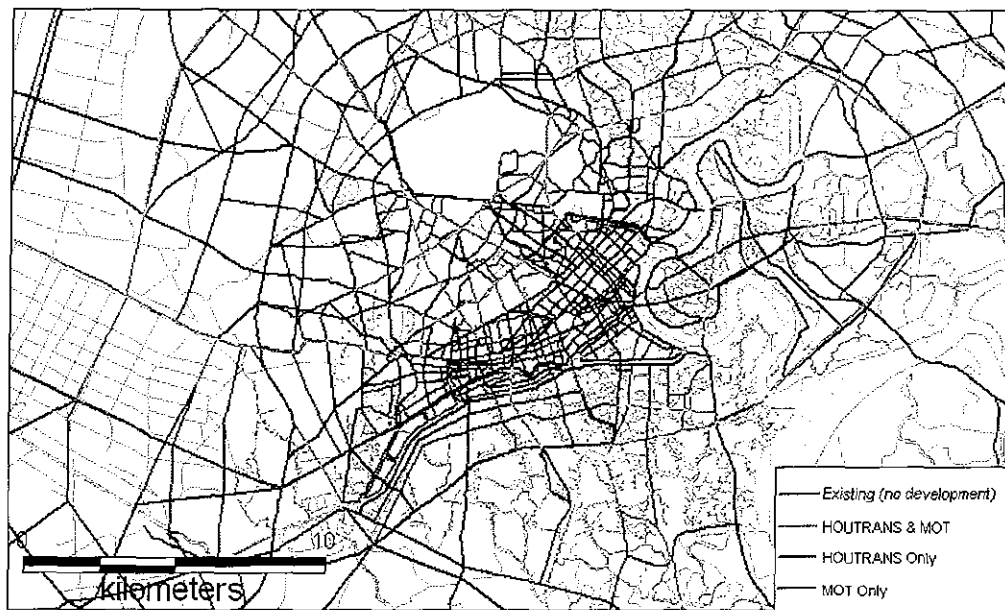 Existing (no development)
HOUTRANS & MOT
HOUTRANS Only
MOT Only
0 10
kilometers